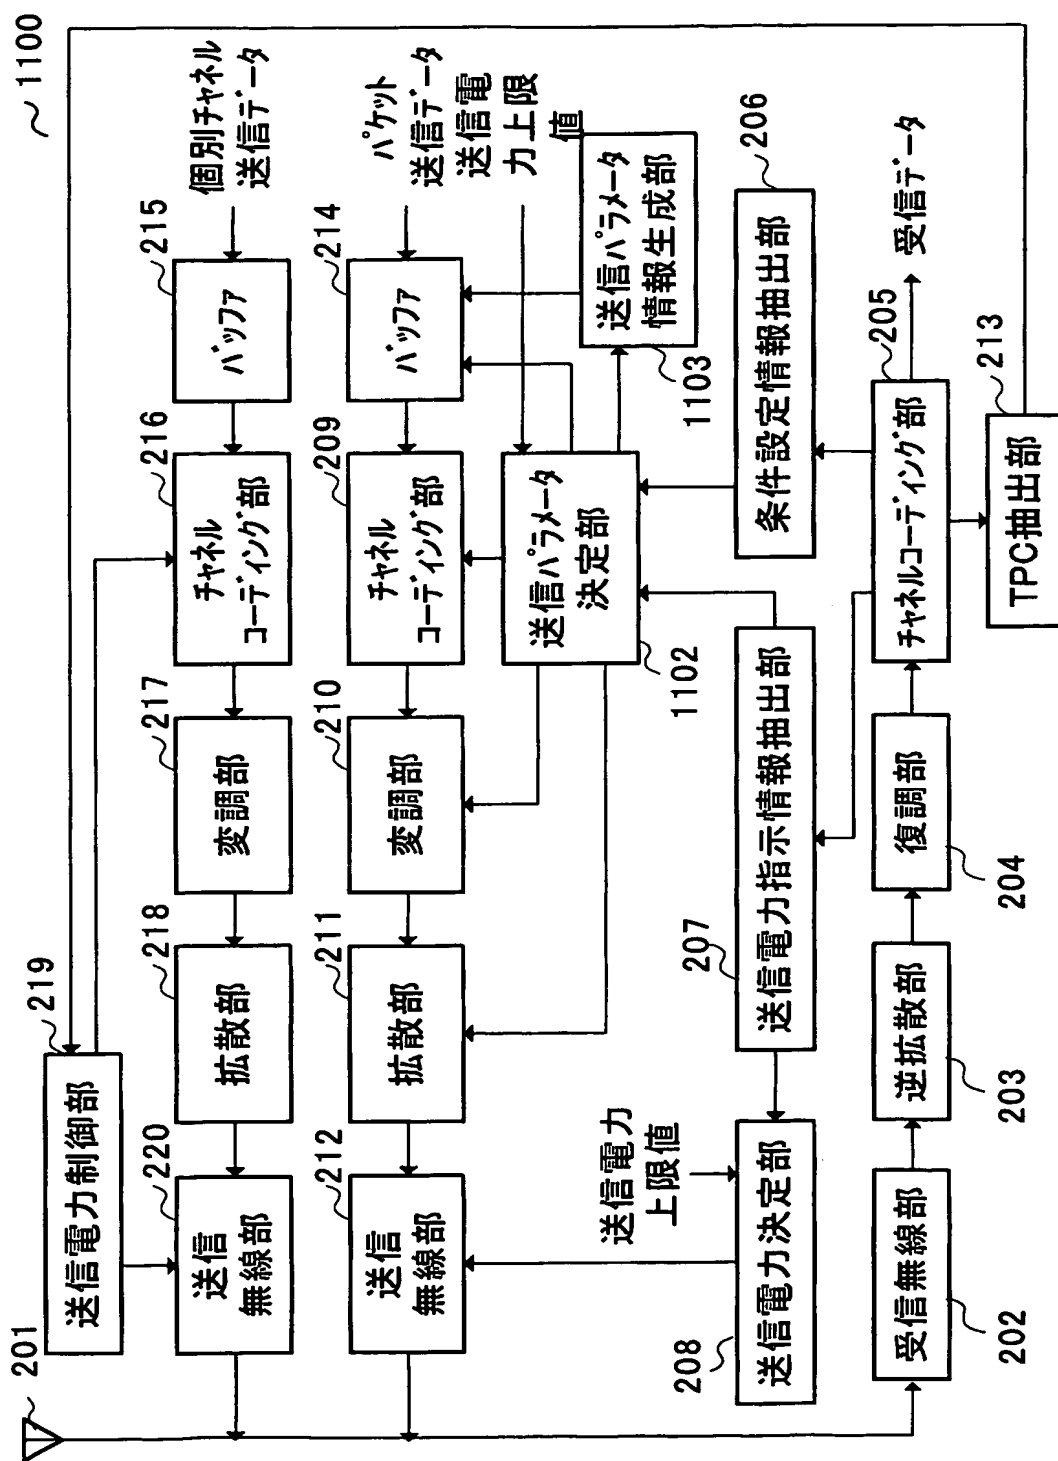 1100
201
219
送信電力制御部
220
送信
無線部
218
拡散部
217
変調部
216
チャネル
コーディング部
215
バッファ
個別チャネル
送信データ
212
送信
無線部
211
拡散部
210
変調部
209
チャネル
コーディング部
214
バッファ
パケット
送信データ
送信電
力上限
値
送信パラメータ
決定部
1102
送信パラメータ
情報生成部
1103
送信電力
上限値
208
送信電力決定部
207
送信電力指示情報抽出部
206
条件設定情報抽出部
受信無線部
202
逆拡散部
203
復調部
204
チャネルコーディング部
205
受信データ
213
TPC抽出部